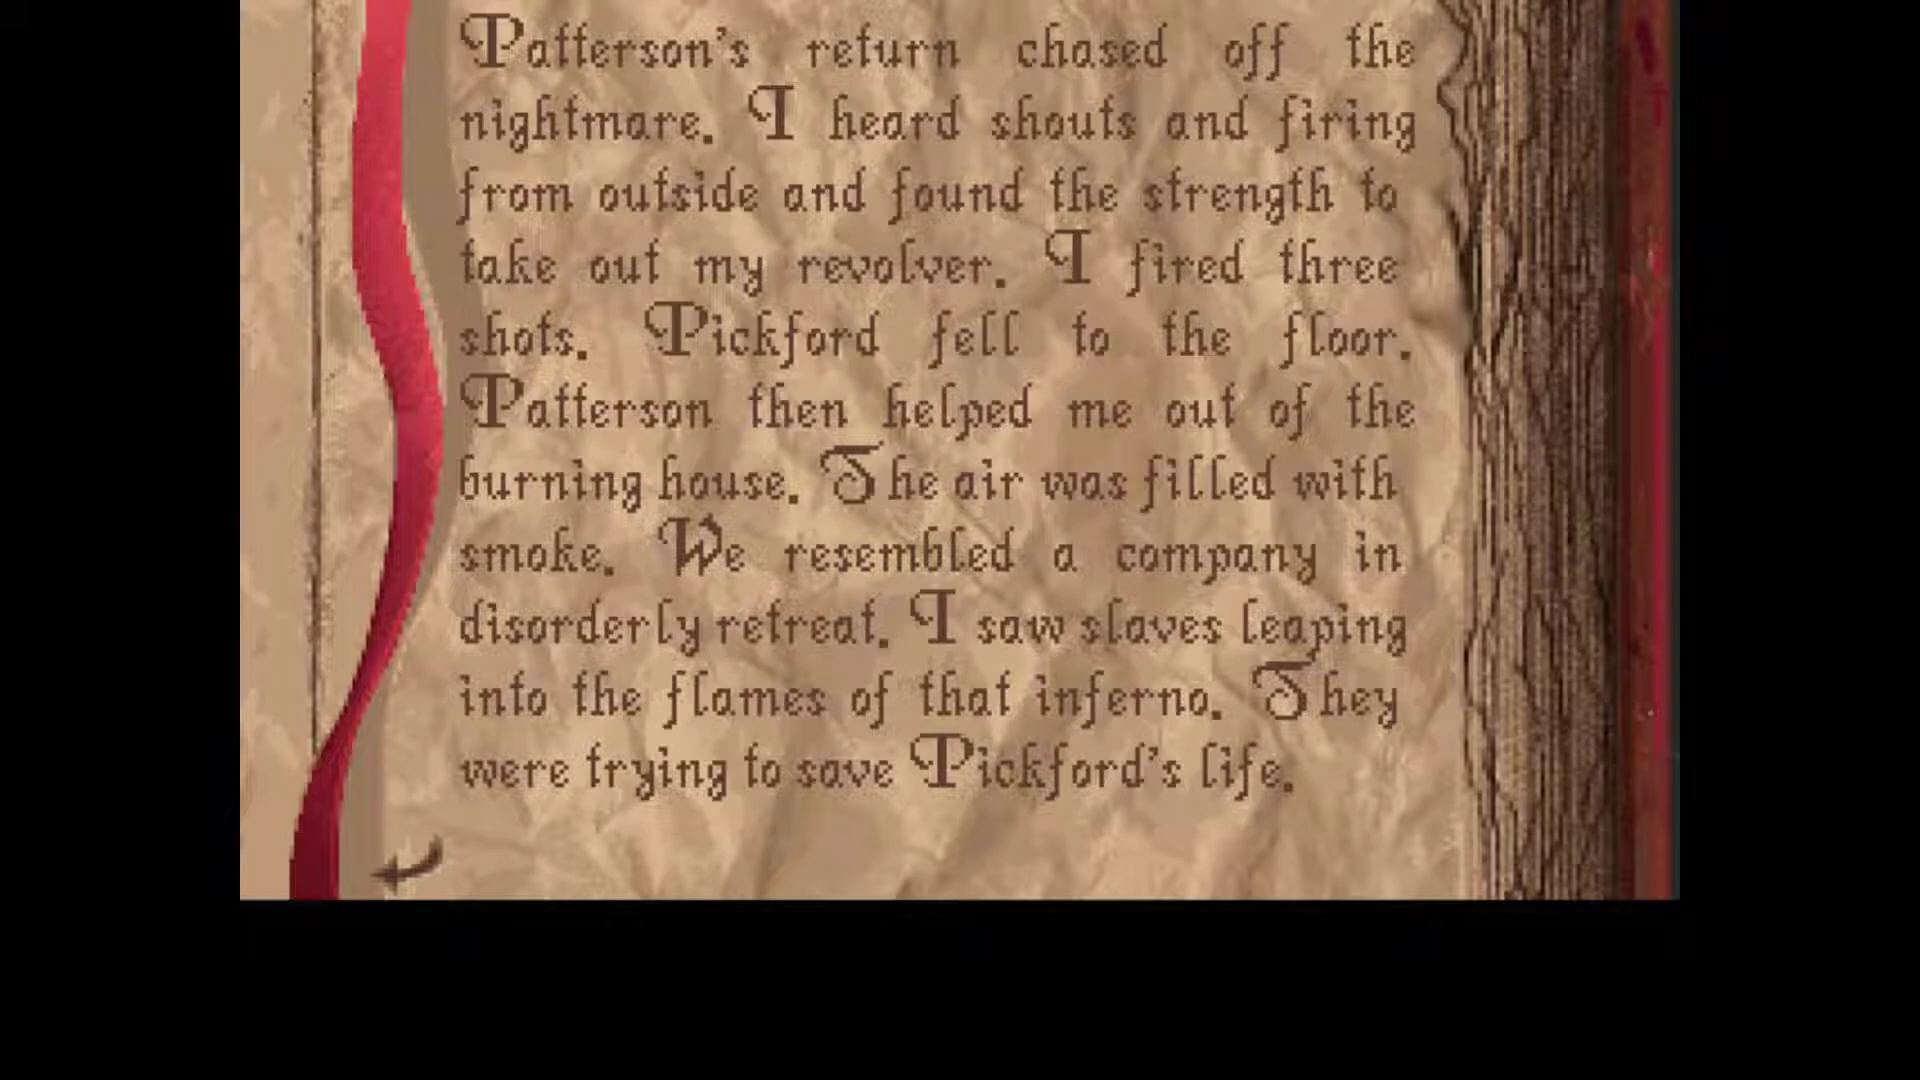 Patterson's return chased off the
nightmare. I heard shouts and firing
from outside and found the strength to
take out my revolver. I fired three
shots. Pickford fell to the floor.
Patterson then helped me out of the
burning house. The air was filled with
smoke. We resembled a company in
disorderly retreat. I saw slaves leaping
into the flames of that inferno. They
were trying to save Pickford's life.